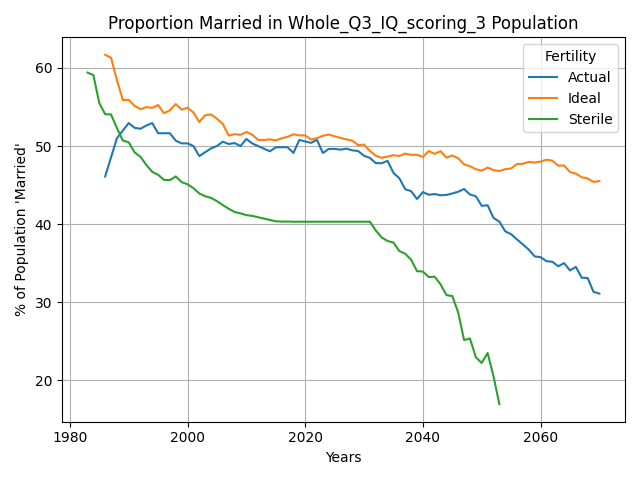 Proportion Married in Whole_Q3_IQ_scoring_3 Population
% of Population 'Married'
60
50
40
30
20
Fertility
Actual
Ideal
Sterile
1980
2000
2020
2040
2060
Years